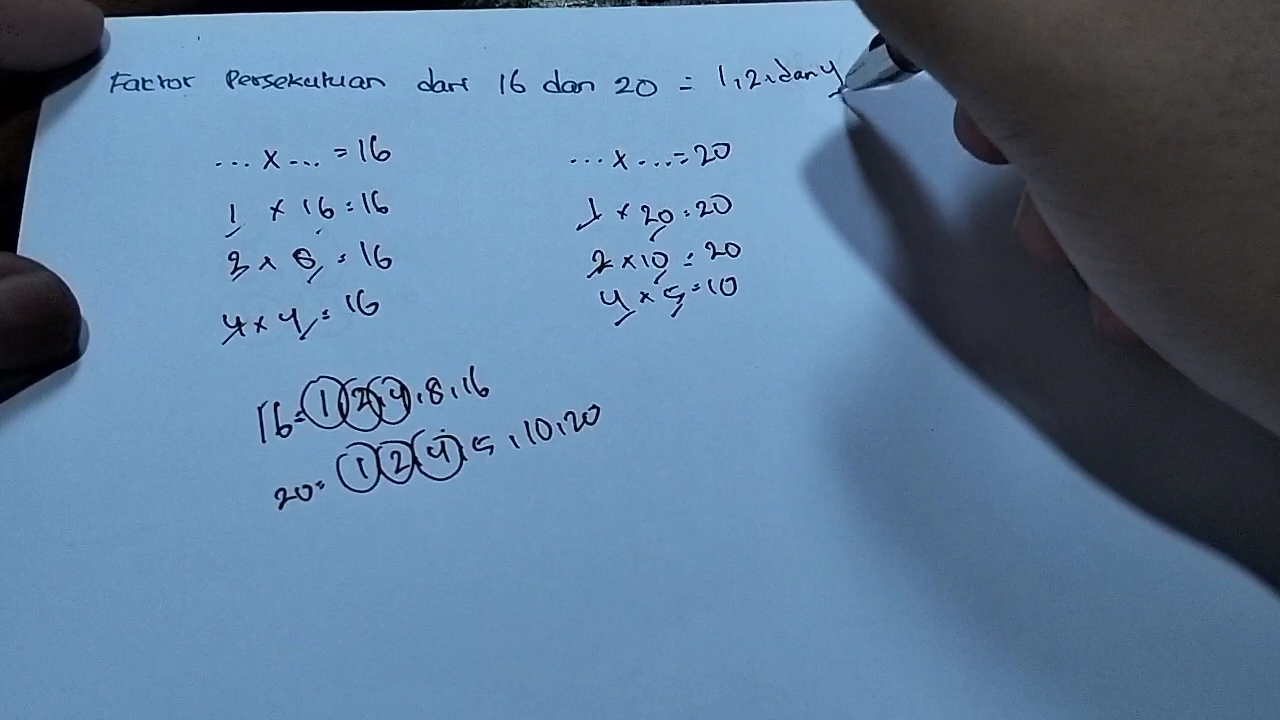 Factor Persekutuan dari 16 dan 20 = 1, 2, dan 4
... x ... = 16
1 x 16 = 16
2 x 8 = 16
4 x 4 = 16
... x ... = 20
1 x 20 = 20
2 x 10 = 20
4 x 5 = 10
16 = 1, 2, 4, 8, 16
20 = 1, 2, 4, 5, 10, 20